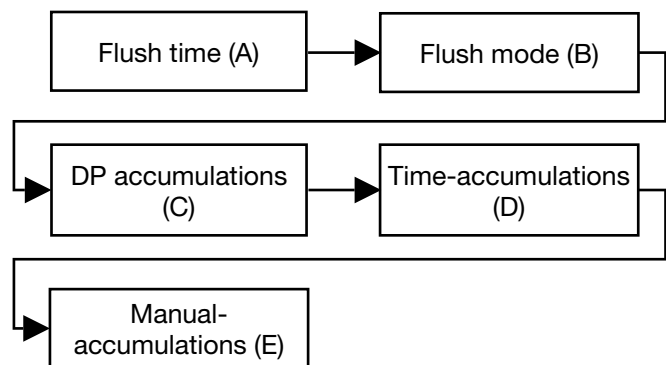 Flush time (A)
Flush mode (B)
DP accumulations
(C)
Time-accumulations
(D)
Manual-
accumulations (E)